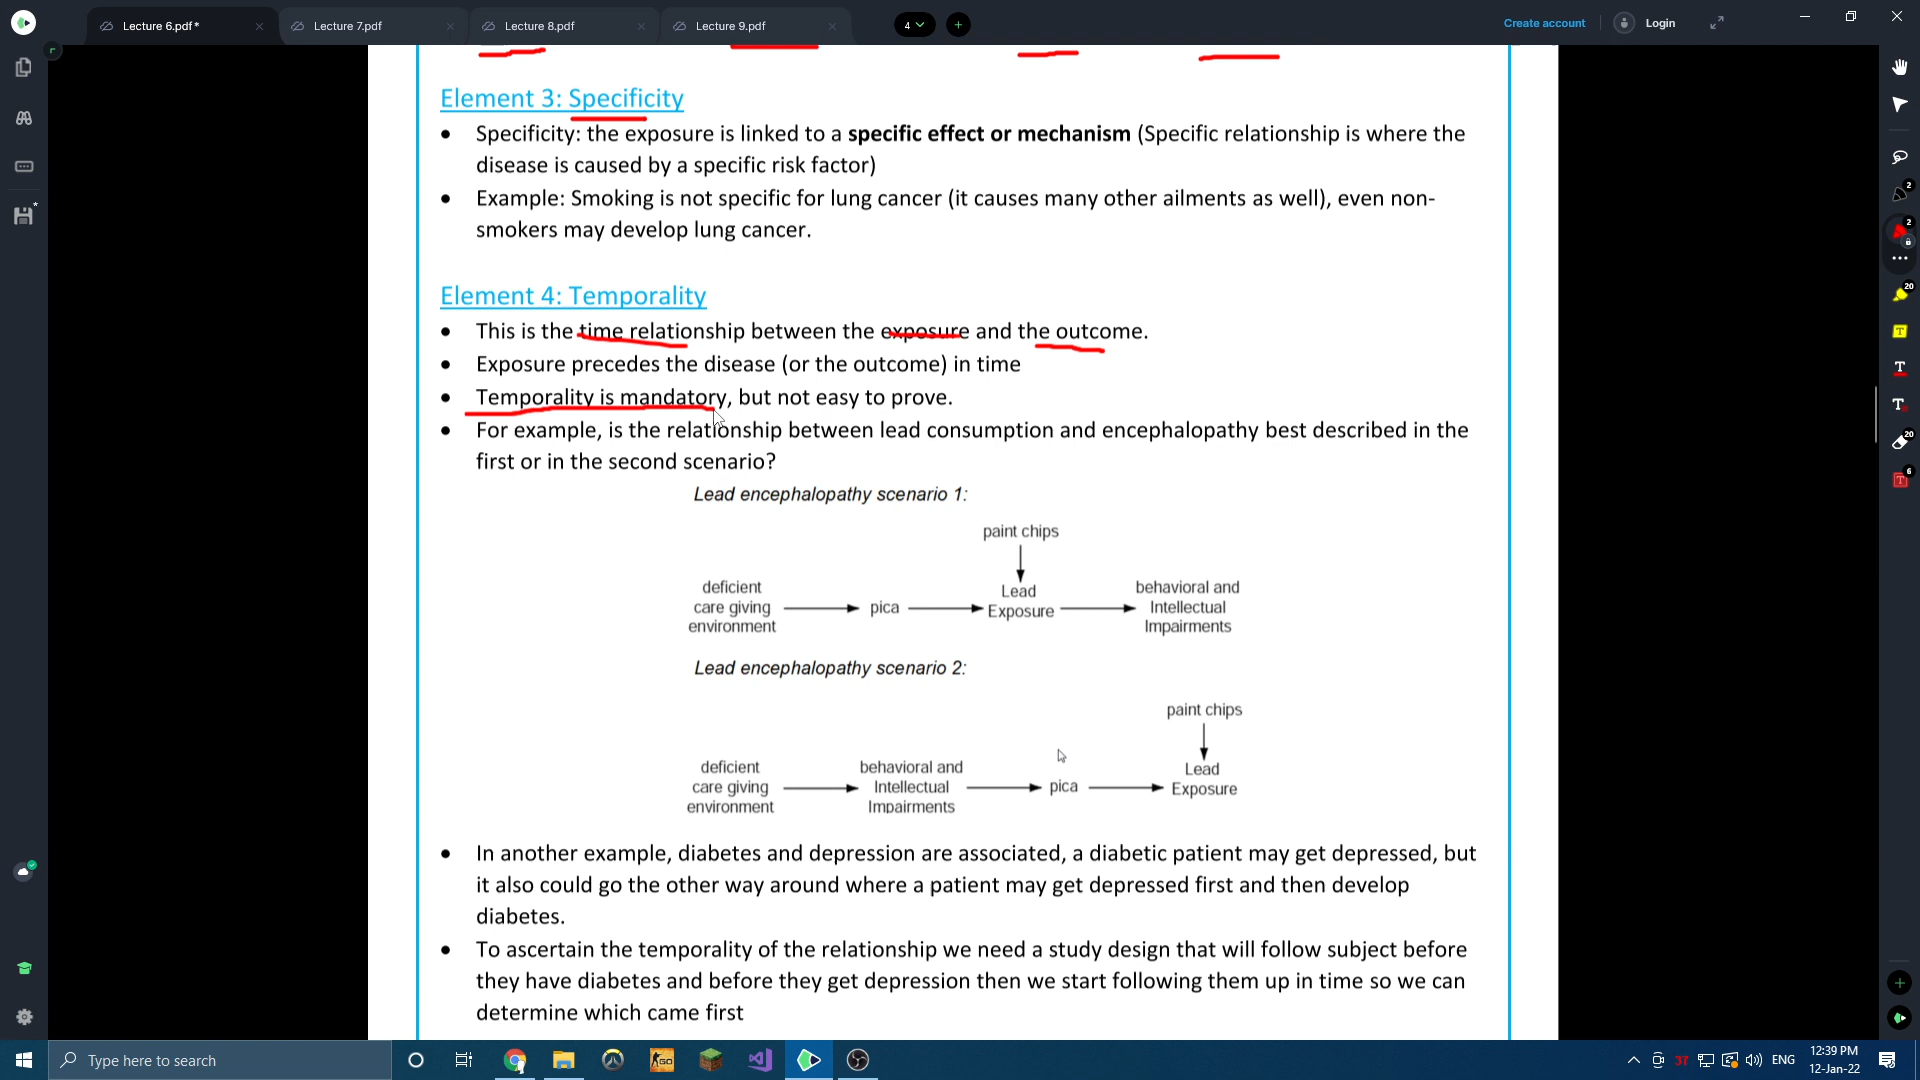 Lecture 6.pdf*
Lecture 7.pdf
Lecture 8.pdf
Lecture 9.pdf
4
Create account
Login
Element 3: Specificity
• Specificity: the exposure is linked to a specific effect or mechanism (Specific relationship is where the
disease is caused by a specific risk factor)
• Example: Smoking is not specific for lung cancer (it causes many other ailments as well), even non-
smokers may develop lung cancer.
Element 4: Temporality
• This is the time relationship between the exposure and the outcome.
• Exposure precedes the disease (or the outcome) in time
• Temporality is mandatory, but not easy to prove.
• For example, is the relationship between lead consumption and encephalopathy best described in the
first or in the second scenario?
Lead encephalopathy scenario 1:
paint chips
deficient
care giving
environment
pica
Lead
Exposure
behavioral and
Intellectual
Impairments
Lead encephalopathy scenario 2:
paint chips
deficient
care giving
environment
behavioral and
Intellectual
Impairments
pica
Lead
Exposure
• In another example, diabetes and depression are associated, a diabetic patient may get depressed, but
it also could go the other way around where a patient may get depressed first and then develop
diabetes.
• To ascertain the temporality of the relationship we need a study design that will follow subject before
they have diabetes and before they get depression then we start following them up in time so we can
determine which came first
2
2
20
T
T
T
20
6
T
Type here to search
GO
37
ENG
12:39 PM
12-Jan-22